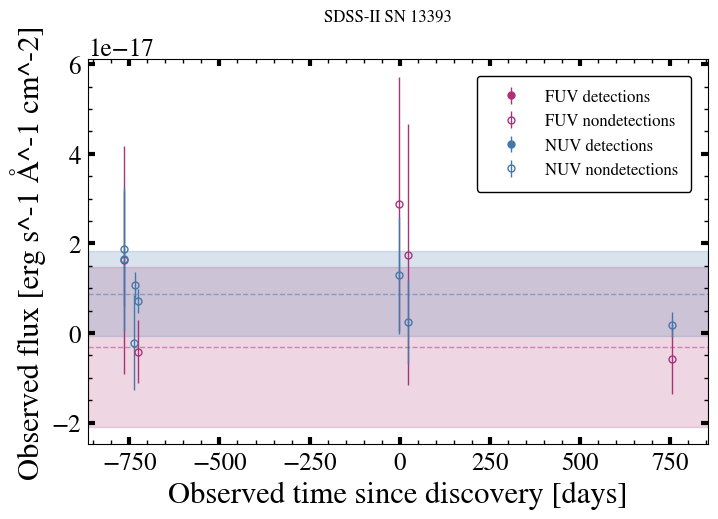 SDSS-II SN 13393
1e−17
6
4
2
0
−2
Observed flux [erg s^-1 Å^-1 cm^-2]
FUV detections
FUV nondetections
NUV detections
NUV nondetections
−750 −500 −250 0 250 500 750
Observed time since discovery [days]